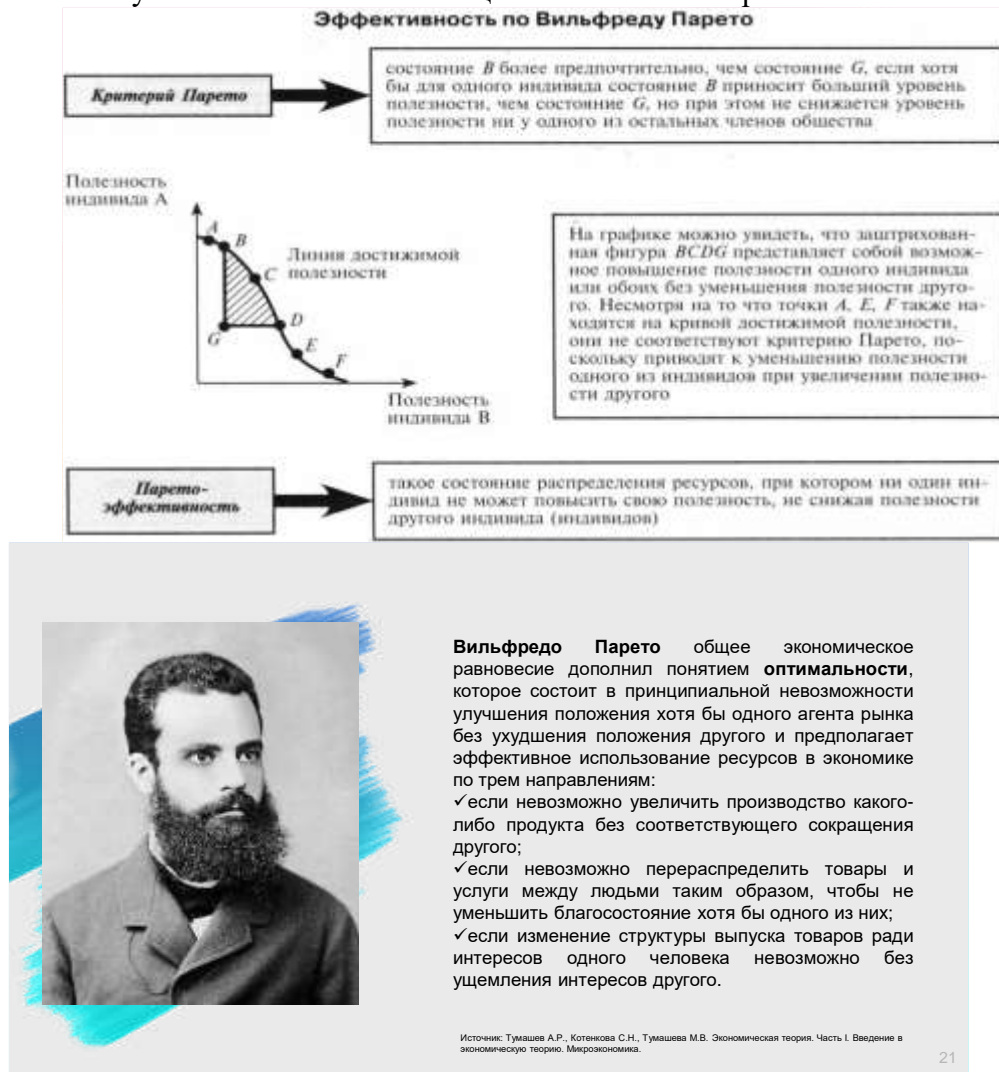 Эффективность по Вильфреду Парето
Критерий Парето
состояние B более предпочтительно, чем состояние G, если хотя
бы для одного индивида состояние B приносит больший уровень
полезности, чем состояние G, но при этом не снижается уровень
полезности ни у одного из остальных членов общества
Полезность
индивида А
A
B
Линия достижимой
C
полезности
D
G
E
F
Полезность
индивида В
На графике можно увидеть, что заштрихован-
ная фигура BCDG представляет собой возмож-
ное повышение полезности одного индивида
или обоих без уменьшения полезности друго-
го. Несмотря на то что точки A, E, F также на-
ходятся на кривой достижимой полезности,
они не соответствуют критерию Парето, по-
скольку приводят к уменьшению полезности
одного из индивидов при увеличении полезно-
сти другого
Парето-
эффективность
такое состояние распределения ресурсов, при котором ни один ин-
дивид не может повысить свою полезность, не снижая полезности
другого индивида (индивидов)
Вильфредо Парето общее экономическое
равновесие дополнил понятием оптимальности,
которое состоит в принципиальной невозможности
улучшения положения хотя бы одного агента рынка
без ухудшения положения другого и предполагает
эффективное использование ресурсов в экономике
по трем направлениям:
✓если невозможно увеличить производство какого-
либо продукта без соответствующего сокращения
другого;
✓если невозможно перераспределить товары и
услуги между людьми таким образом, чтобы не
уменьшить благосостояние хотя бы одного из них;
✓если изменение структуры выпуска товаров ради
интересов одного человека невозможно без
ущемления интересов другого.
Источник: Тумашев А.Р., Котенкова С.Н., Тумашева М.В. Экономическая теория. Часть I. Введение в
экономическую теорию. Микроэкономика.
21